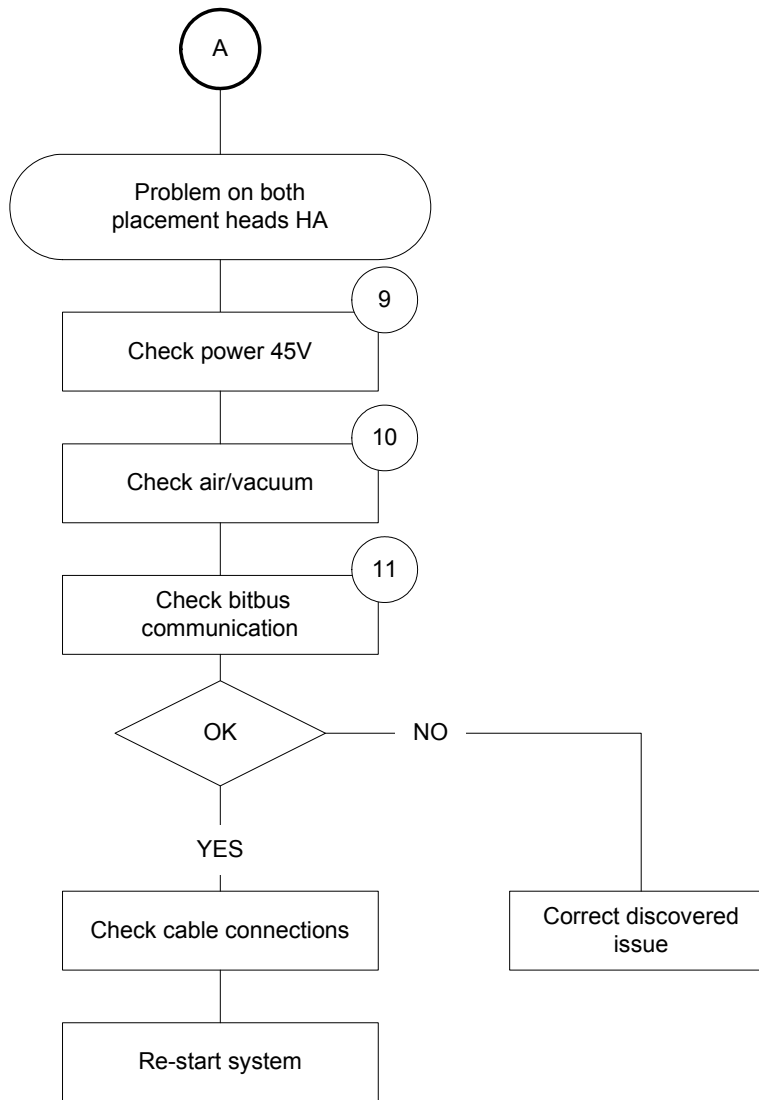 A
Problem on both
placement heads HA
9
Check power 45V
10
Check air/vacuum
11
Check bitbus
communication
OK
NO
YES
Check cable connections
Correct discovered
issue
Re-start system